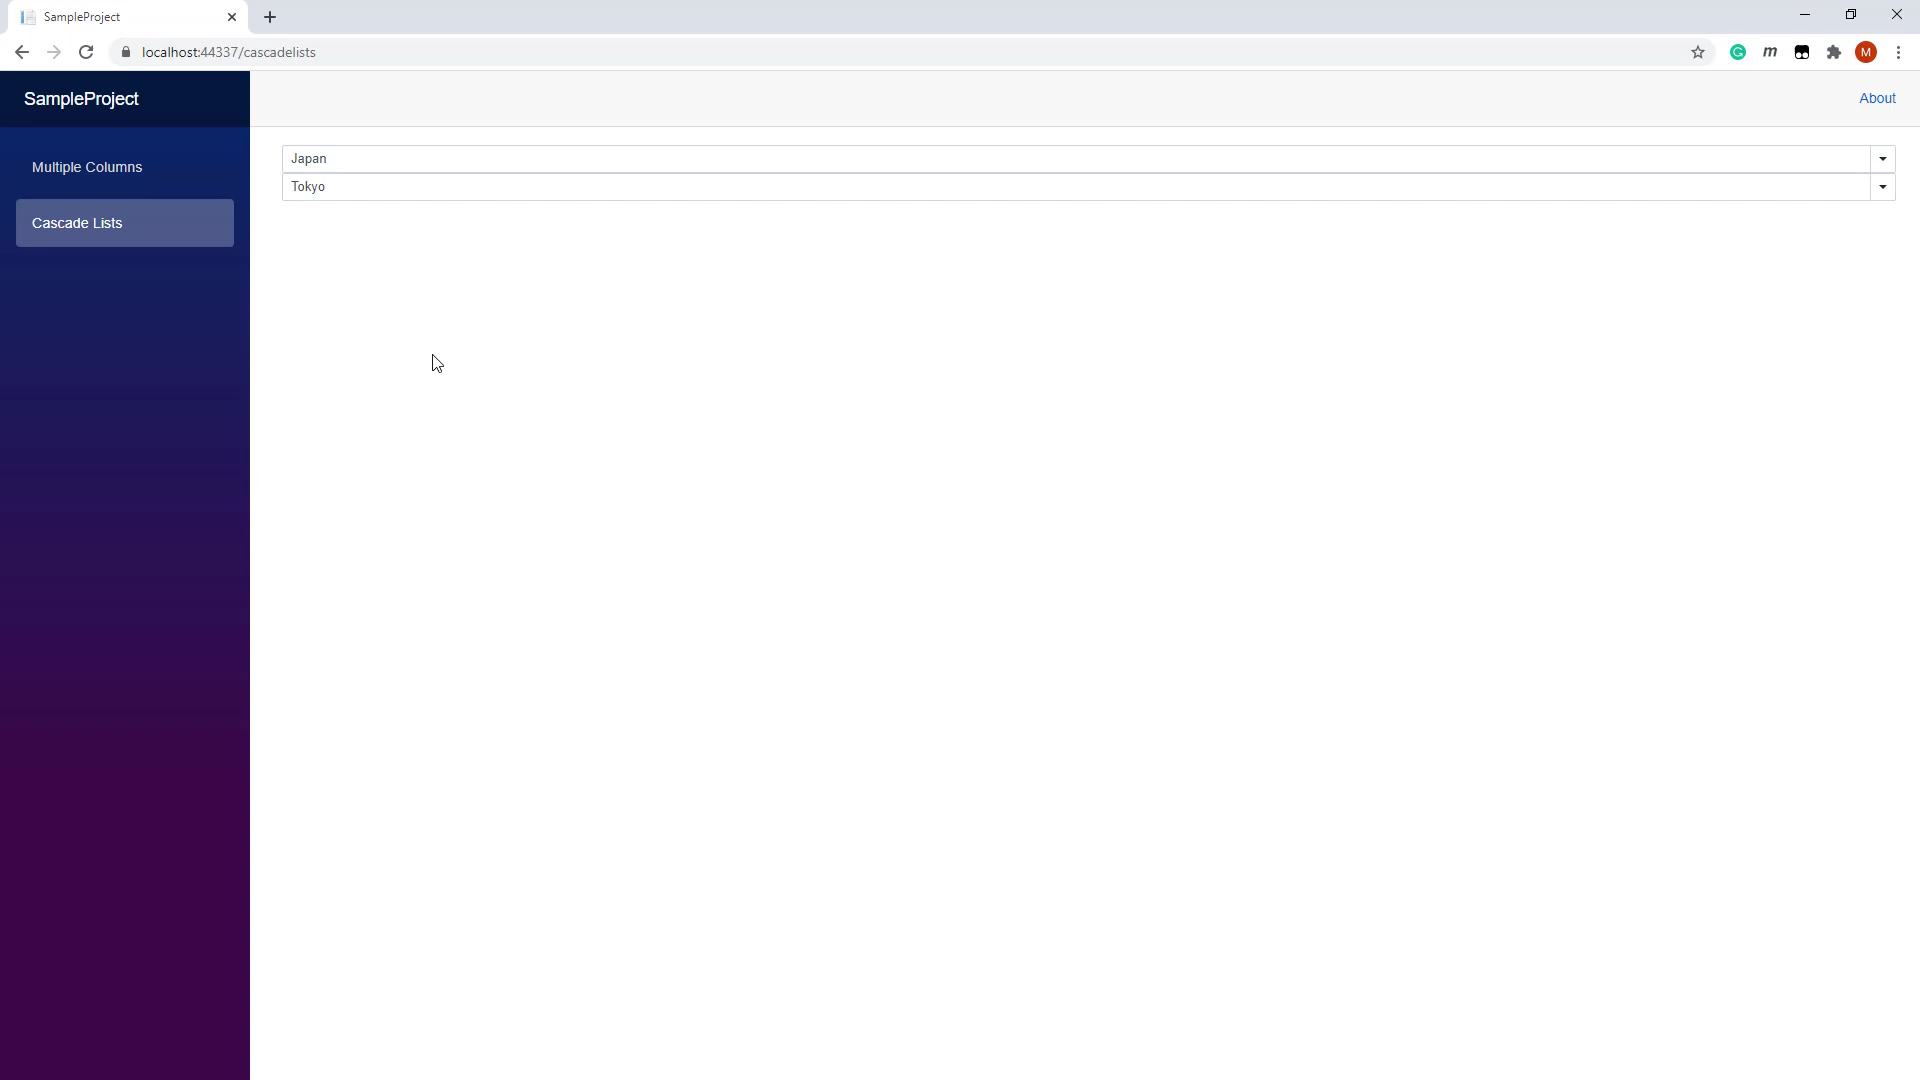 SampleProject
localhost:44337/cascadelists
M
SampleProject
About
Multiple Columns
Cascade Lists
Japan
Tokyo